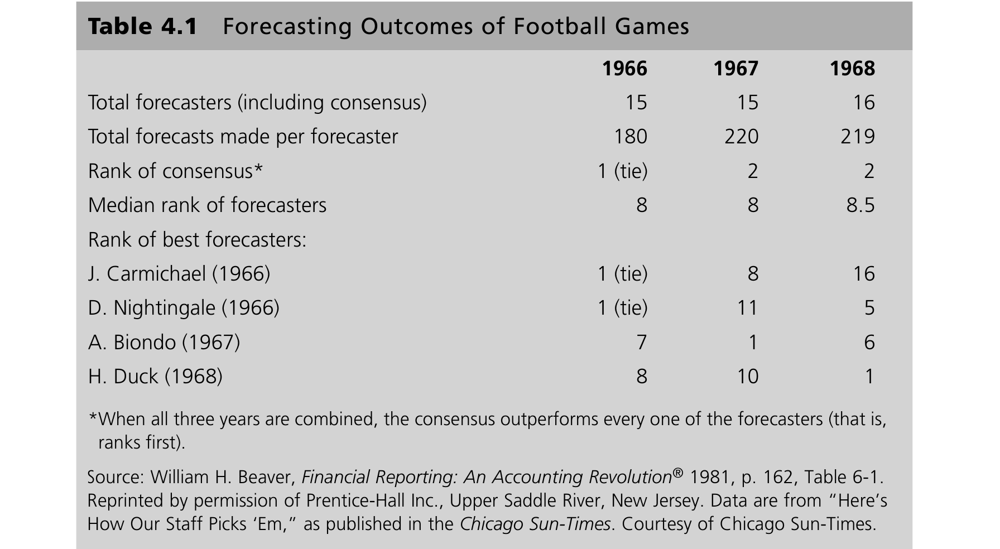 Table 4.1 Forecasting Outcomes of Football Games
1966 1967 1968
Total forecasters (including consensus) 15 15 16
Total forecasts made per forecaster 180 220 219
Rank of consensus* 1 (tie) 2 2
Median rank of forecasters 8 8 8.5
Rank of best forecasters:
J. Carmichael (1966) 1 (tie) 8 16
D. Nightingale (1966) 1 (tie) 11 5
A. Biondo (1967) 7 1 6
H. Duck (1968) 8 10 1
*When all three years are combined, the consensus outperforms every one of the forecasters (that is,
ranks first).
Source: William H. Beaver, Financial Reporting: An Accounting Revolution® 1981, p. 162, Table 6-1.
Reprinted by permission of Prentice-Hall Inc., Upper Saddle River, New Jersey. Data are from “Here’s
How Our Staff Picks ‘Em,” as published in the Chicago Sun-Times. Courtesy of Chicago Sun-Times.